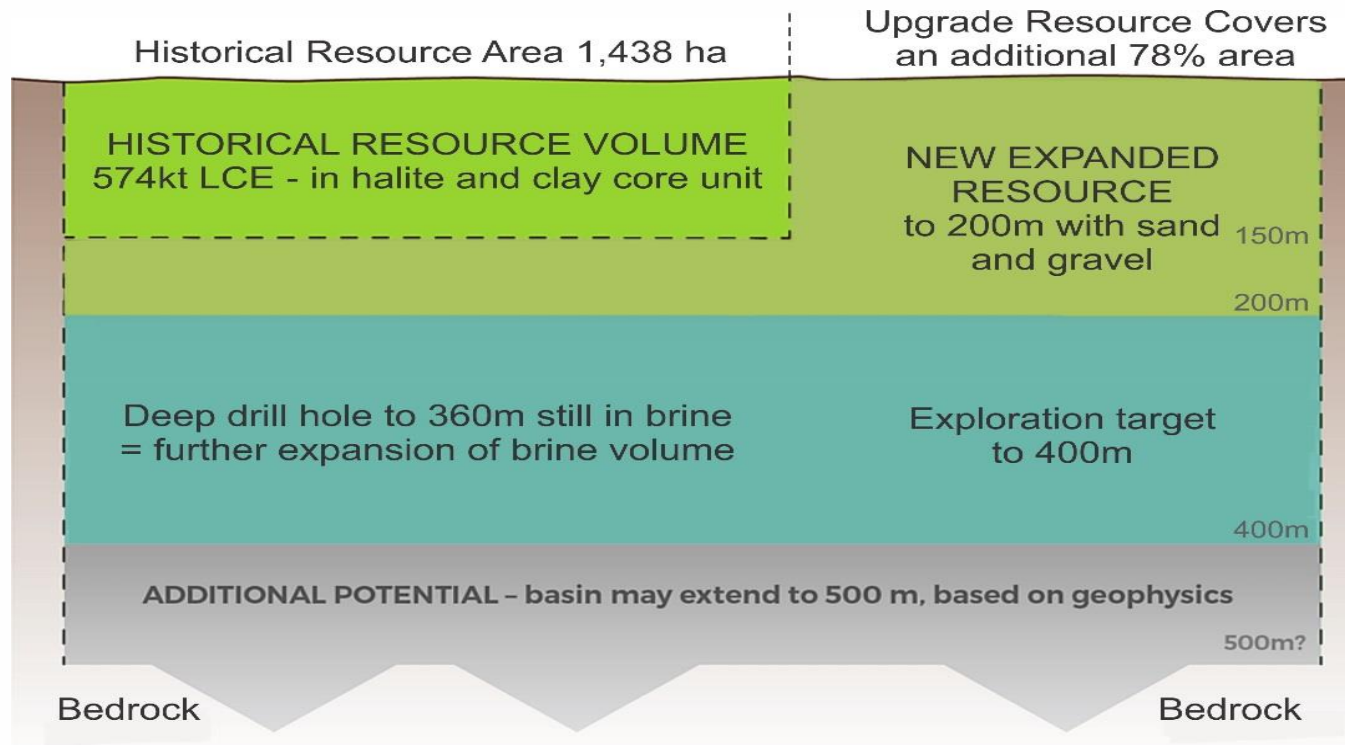 Historical Resource Area 1,438 ha
Upgrade Resource Covers
an additional 78% area
HISTORICAL RESOURCE VOLUME
574kt LCE - in halite and clay core unit
NEW EXPANDED
RESOURCE
to 200m with sand
and gravel
150m
200m
Deep drill hole to 360m still in brine
= further expansion of brine volume
Exploration target
to 400m
400m
ADDITIONAL POTENTIAL – basin may extend to 500 m, based on geophysics
500m?
Bedrock
Bedrock